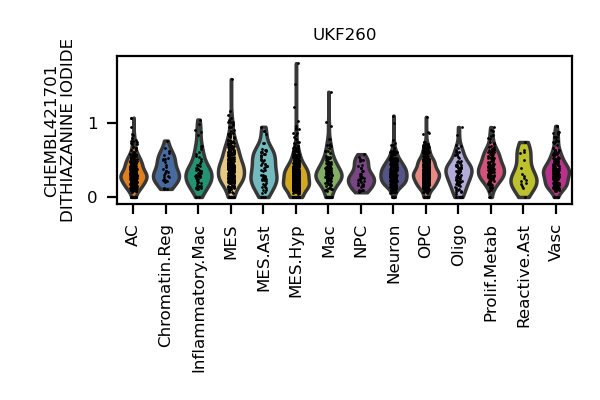 UKF260
CHEMBL421701
DITHIAZANINE IODIDE
1
0
AC
Chromatin.Reg
Inflammatory.Mac
MES
MES.Ast
MES.Hyp
Mac
NPC
Neuron
OPC
Oligo
Prolif.Metab
Reactive.Ast
Vasc